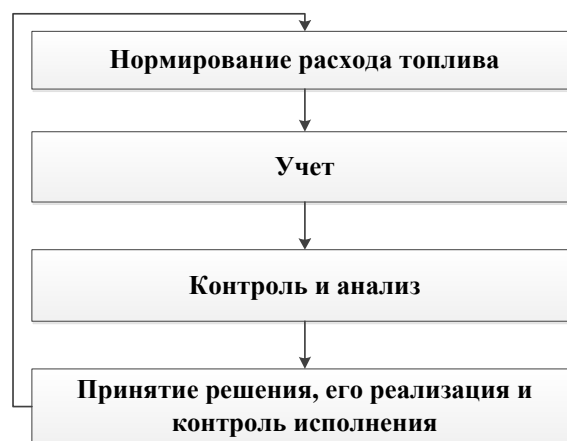 Нормирование расхода топлива
Учет
Контроль и анализ
Принятие решения, его реализация и
контроль исполнения